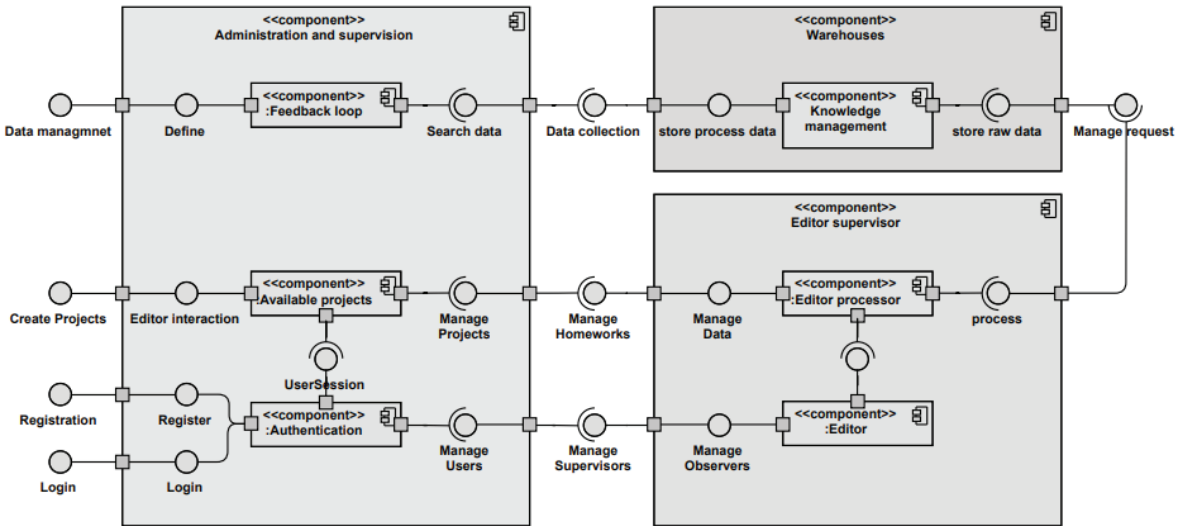 <<component>>
Administration and supervision
<<component>>
Warehouses
<<component>>
:Feedback loop
<<component>>
Knowledge
management
Data managmnet
Define
Search data
Data collection
store process data
store raw data
Manage request
<<component>>
Editor supervisor
<<component>>
:Available projects
<<component>>
:Editor processor
Create Projects
Editor interaction
Manage
Projects
Manage
Homeworks
Manage
Data
process
UserSession
<<component>>
:Authentication
<<component>>
:Editor
Registration
Register
Manage
Users
Manage
Supervisors
Manage
Observers
Login
Login